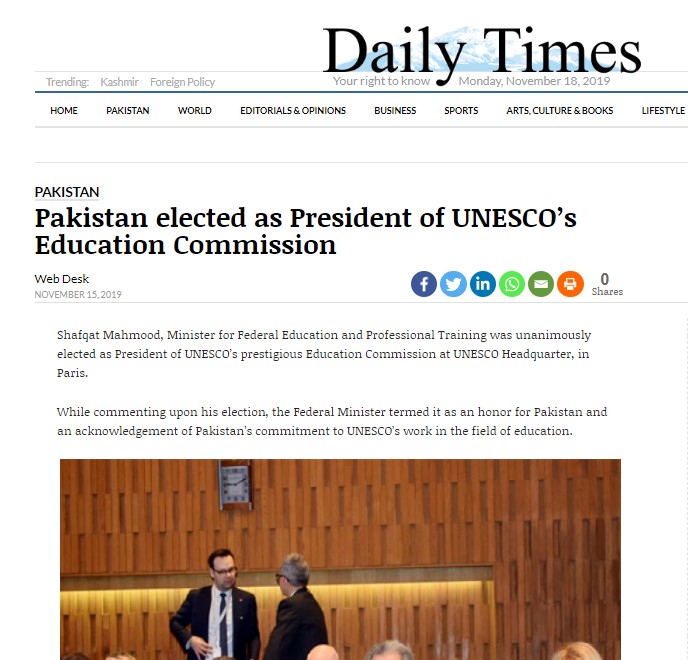 Daily Times
Trending: Kashmir Foreign Policy
Your right to know Monday, November 18, 2019
HOME PAKISTAN WORLD EDITORIALS & OPINIONS BUSINESS SPORTS ARTS, CULTURE & BOOKS LIFESTYLE
PAKISTAN
Pakistan elected as President of UNESCO's
Education Commission
Web Desk
NOVEMBER 15, 2019
0
Shares
Shafqat Mahmood, Minister for Federal Education and Professional Training was unanimously
elected as President of UNESCO's prestigious Education Commission at UNESCO Headquarter, in
Paris.
While commenting upon his election, the Federal Minister termed it as an honor for Pakistan and
an acknowledgement of Pakistan's commitment to UNESCO's work in the field of education.